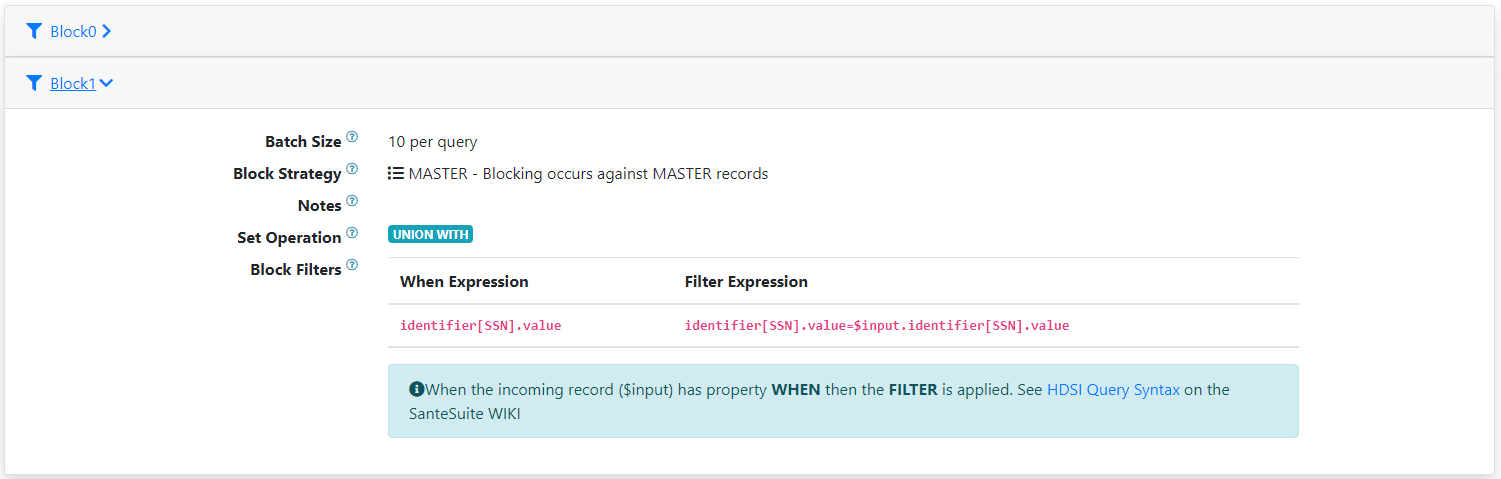 Block0
Block1
Batch Size ? 10 per query
Block Strategy ? MASTER - Blocking occurs against MASTER records
Notes ?
Set Operation ? UNION WITH
Block Filters ?
When Expression Filter Expression
identifier[SSN].value identifier[SSN].value=$input.identifier[SSN].value
When the incoming record ($input) has property WHEN then the FILTER is applied. See HDSI Query Syntax on the
SanteSuite WIKI